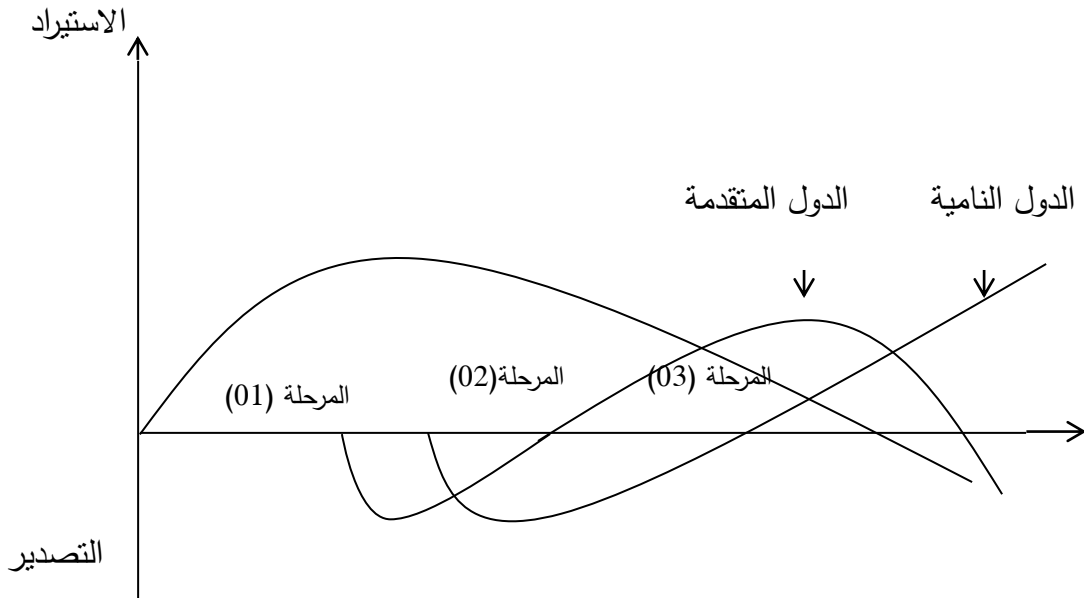 الاستيراد
الدول المتقدمة
الدول النامية
المرحلة (01)
المرحلة(02)
المرحلة (03)
التصدير